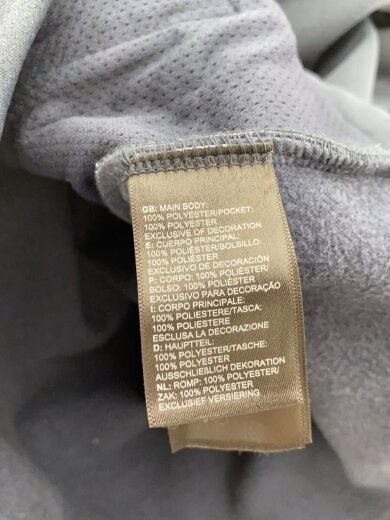 GB: MAIN BODY:
100% POLYESTER/POCKET:
100% POLYESTER
EXCLUSIVE OF DECORATION
E: CUERPO PRINCIPAL:
100% POLIÉSTER/BOLSILLO:
100% POLIÉSTER
EXCLUSIVO DE DECORACIÓN
P: CORPO: 100% POLIÉSTER/
BOLSO: 100% POLIÉSTER
EXCLUSIVO PARA DECORAÇÃO
I: CORPO PRINCIPALE:
100% POLIESTERE/TASCA:
100% POLIESTERE
ESCLUSA LA DECORAZIONE
D: HAUPTTEIL:
100% POLYESTER/TASCHE:
100% POLYESTER
AUSSCHLIEßLICH DEKORATION
NL: ROMP: 100% POLYESTER/
ZAK: 100% POLYESTER
EXCLUSIEF VERSIERING